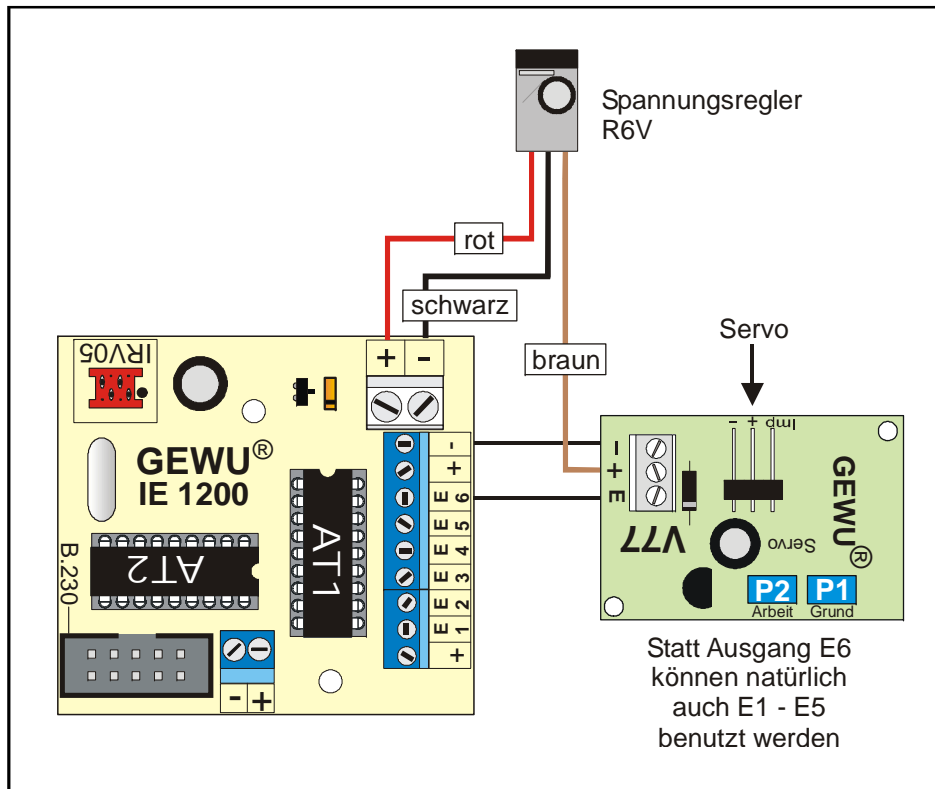 Spannungsregler
R6V
rot
schwarz
braun
Servo
IRV05
+ -
GEWU®
IE 1200
AT1
AT2
B.230
- +
-
+
E 6
E 5
E 4
E 3
E 2
E 1
+
-
+
E
- + Imp
V77
GEWU®
Servo
P2
Arbeit
P1
Grund
Statt Ausgang E6
können natürlich
auch E1 - E5
benutzt werden